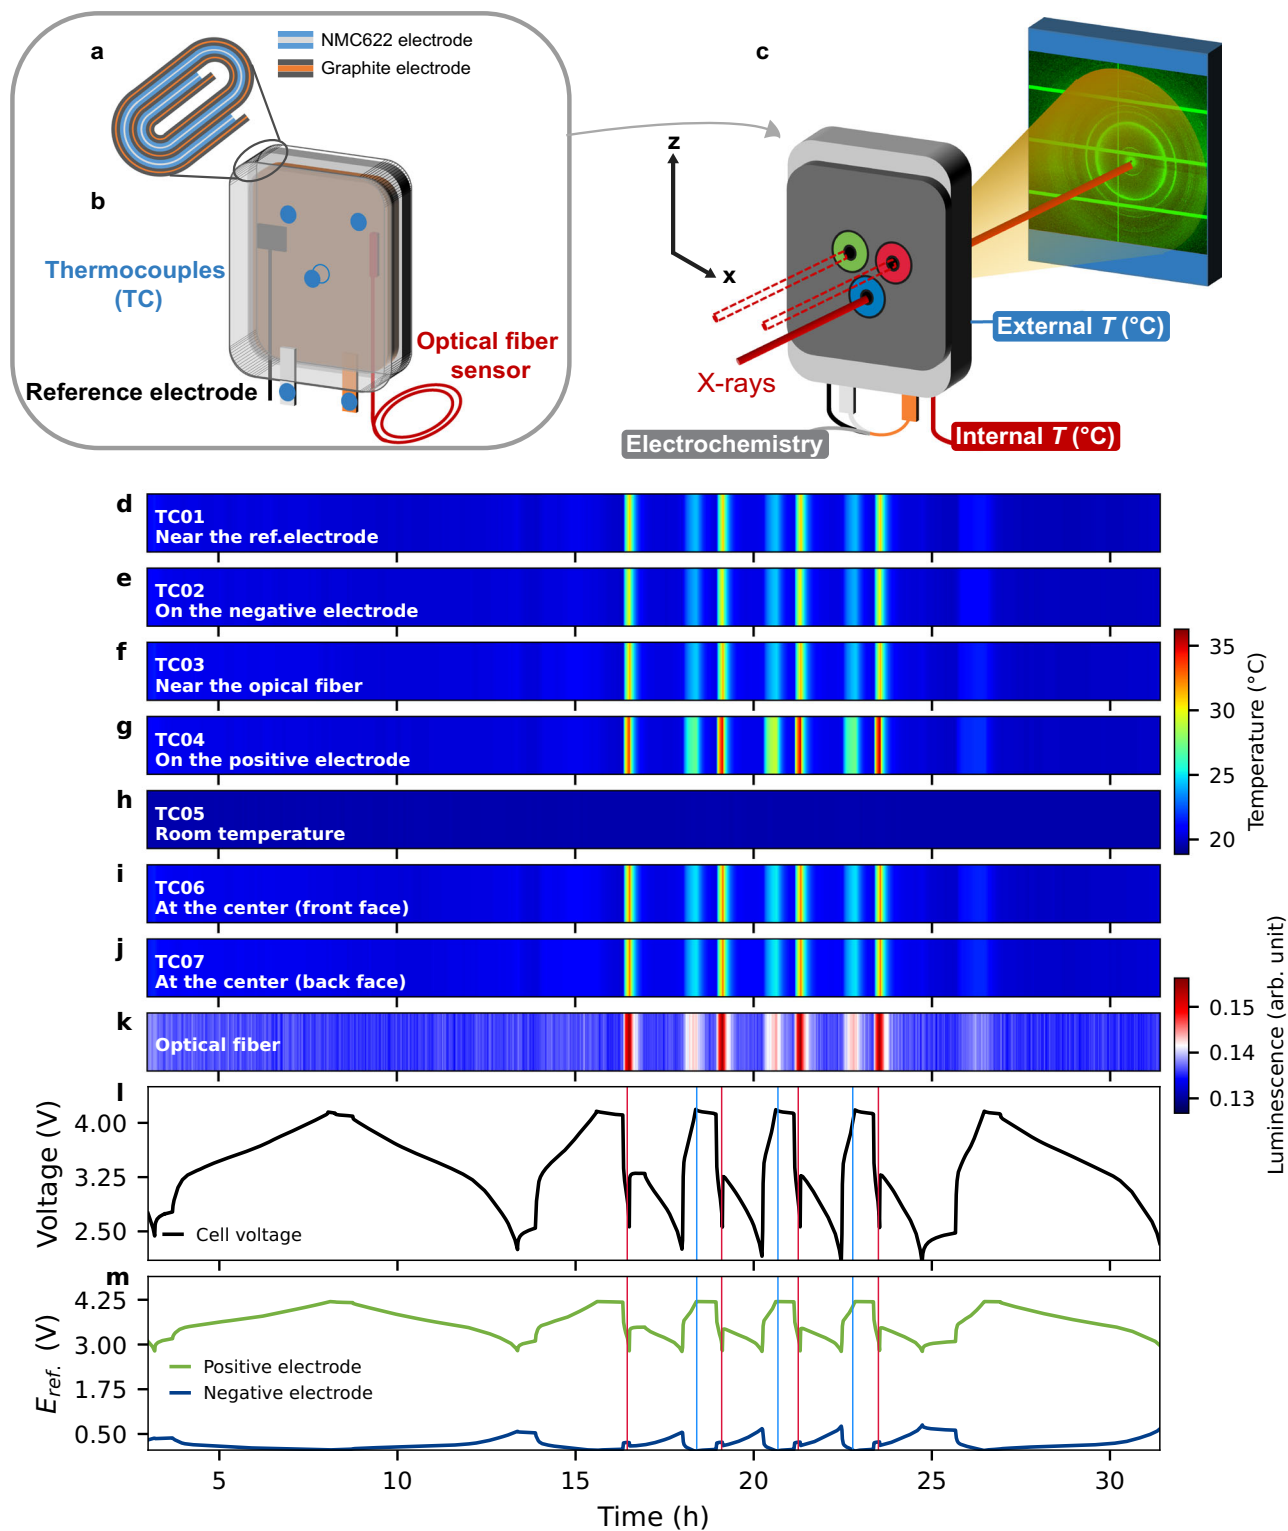 a
NMC622 electrode
Graphite electrode
b
Thermocouples
(TC)
Optical fiber
sensor
Reference electrode
c
z
x
X-rays
External T (°C)
Electrochemistry
Internal T (°C)
d
TC01
Near the ref.electrode
e
TC02
On the negative electrode
f
TC03
Near the opical fiber
g
TC04
On the positive electrode
h
TC05
Room temperature
i
TC06
At the center (front face)
j
TC07
At the center (back face)
k
Optical fiber
35
30
25
20
Temperature (°C)
0.15
0.14
0.13
Luminescence (arb. unit)
l
Voltage (V)
4.00
3.25
2.50
Cell voltage
m
Eref. (V)
4.25
3.00
1.75
0.50
Positive electrode
Negative electrode
5
10
15
20
25
30
Time (h)